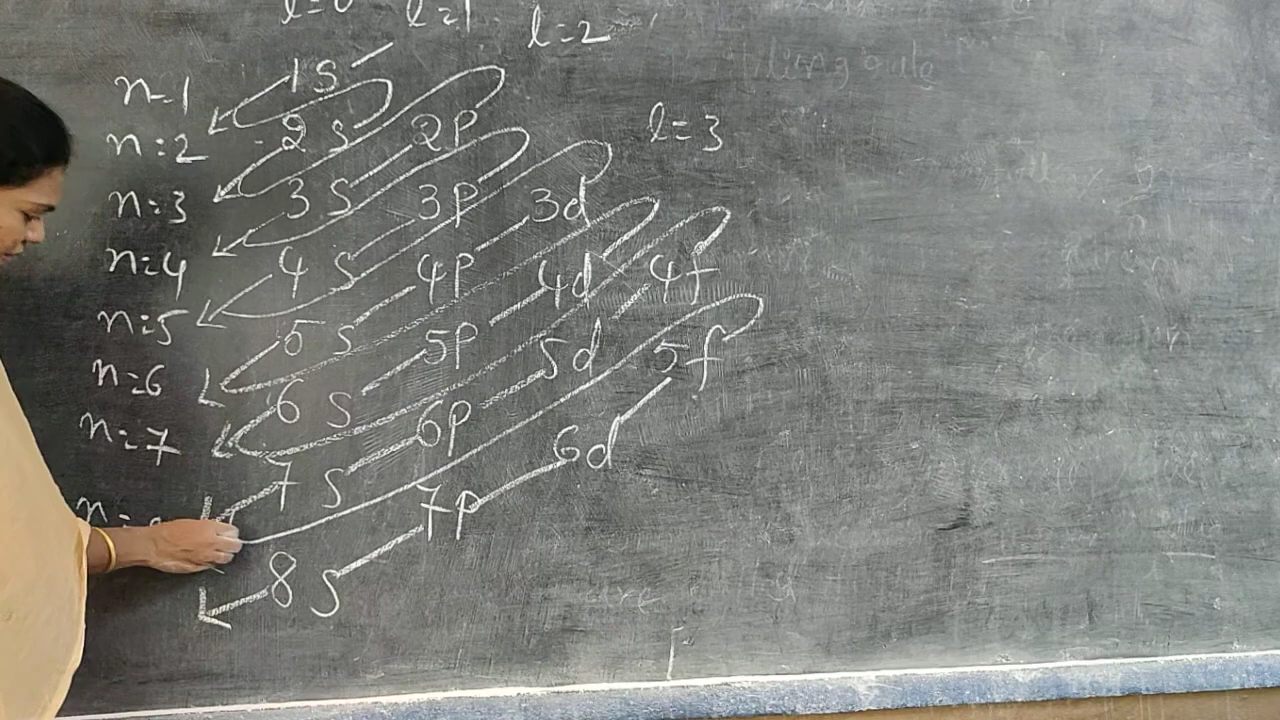 l=0 l=1 l=2
n=1 1S
n=2 2S 2P l=3
n=3 3S 3P 3d
n=4 4S 4P 4d 4f
n=5 5S 5P 5d 5f
n=6 6S 6P 6d
n=7 7S 7P
8S